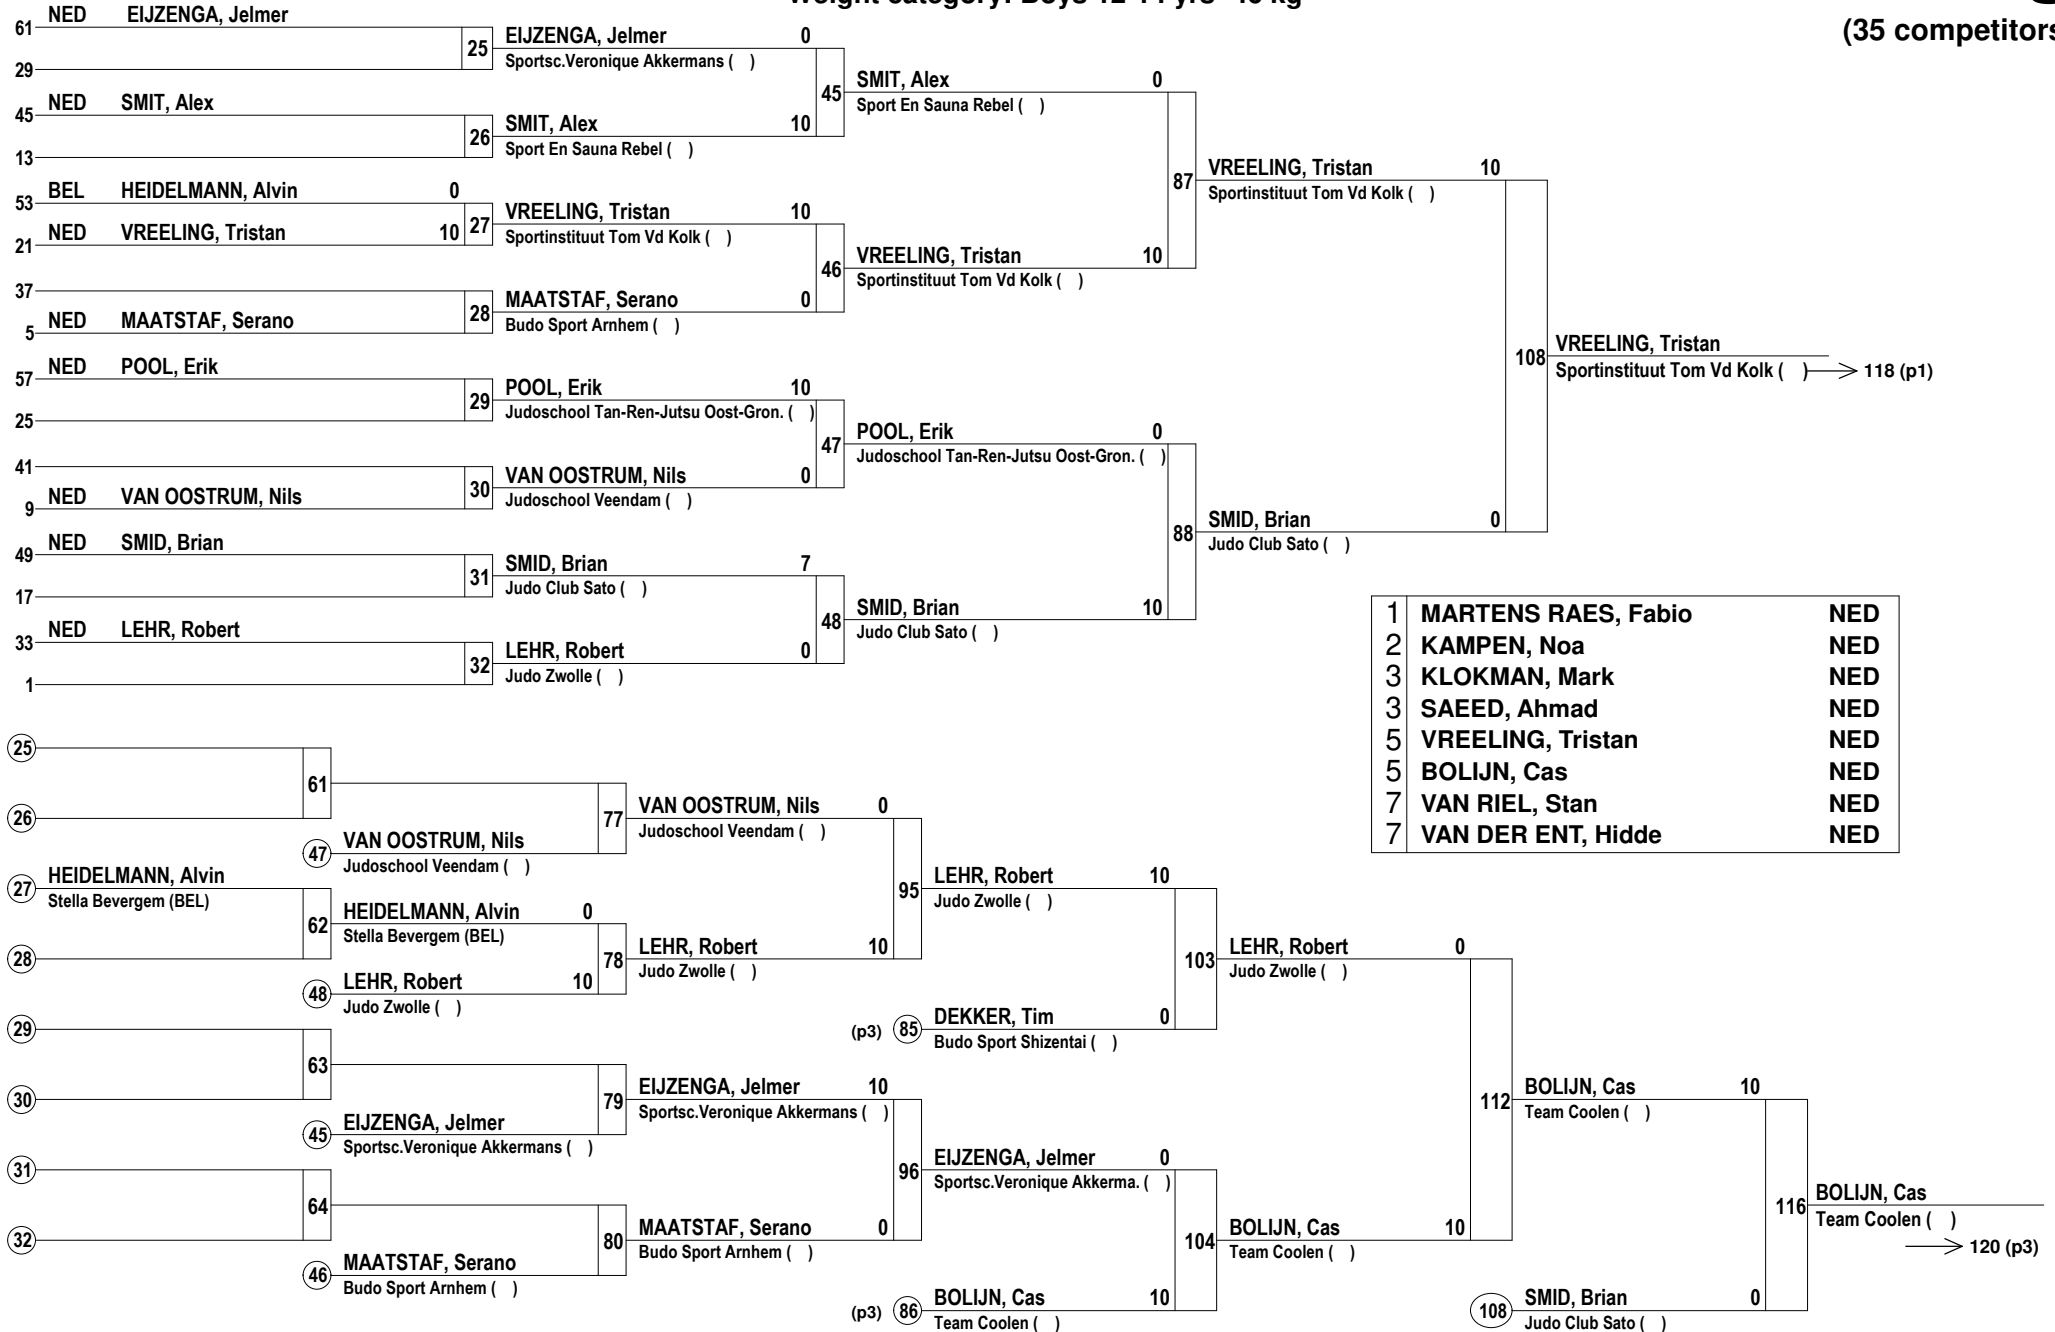 (35 competitors
61 NED EIJZENGA, Jelmer
29
25 EIJZENGA, Jelmer 0
Sportsc.Veronique Akkermans ( )
45 NED SMIT, Alex
13
26 SMIT, Alex 10
Sport En Sauna Rebel ( )
45 SMIT, Alex 0
Sport En Sauna Rebel ( )
53 BEL HEIDELMANN, Alvin 0
21 NED VREELING, Tristan 10
27 VREELING, Tristan 10
Sportinstituut Tom Vd Kolk ( )
37
5 NED MAATSTAF, Serano
28 MAATSTAF, Serano 0
Budo Sport Arnhem ( )
46 VREELING, Tristan 10
Sportinstituut Tom Vd Kolk ( )
87 VREELING, Tristan 10
Sportinstituut Tom Vd Kolk ( )
57 NED POOL, Erik
25
29 POOL, Erik 10
Judoschool Tan-Ren-Jutsu Oost-Gron. ( )
41
9 NED VAN OOSTRUM, Nils
30 VAN OOSTRUM, Nils 0
Judoschool Veendam ( )
47 POOL, Erik 0
Judoschool Tan-Ren-Jutsu Oost-Gron. ( )
49 NED SMID, Brian
17
31 SMID, Brian 7
Judo Club Sato ( )
33 NED LEHR, Robert
1
32 LEHR, Robert 0
Judo Zwolle ( )
48 SMID, Brian 10
Judo Club Sato ( )
88 SMID, Brian 0
Judo Club Sato ( )
108 VREELING, Tristan
Sportinstituut Tom Vd Kolk ( ) 118 (p1)
1 MARTENS RAES, Fabio NED
2 KAMPEN, Noa NED
3 KLOKMAN, Mark NED
3 SAEED, Ahmad NED
5 VREELING, Tristan NED
5 BOLIJN, Cas NED
7 VAN RIEL, Stan NED
7 VAN DER ENT, Hidde NED
25
26
61
47 VAN OOSTRUM, Nils
Judoschool Veendam ( )
77 VAN OOSTRUM, Nils 0
Judoschool Veendam ( )
27 HEIDELMANN, Alvin
Stella Bevergem (BEL)
28
62 HEIDELMANN, Alvin 0
Stella Bevergem (BEL)
48 LEHR, Robert 10
Judo Zwolle ( )
78 LEHR, Robert 10
Judo Zwolle ( )
95 LEHR, Robert 10
Judo Zwolle ( )
(p3) 85 DEKKER, Tim 0
Budo Sport Shizentai ( )
103 LEHR, Robert 0
Judo Zwolle ( )
29
30
63
45 EIJZENGA, Jelmer
Sportsc.Veronique Akkermans ( )
79 EIJZENGA, Jelmer 10
Sportsc.Veronique Akkermans ( )
31
32
64
46 MAATSTAF, Serano
Budo Sport Arnhem ( )
80 MAATSTAF, Serano 0
Budo Sport Arnhem ( )
96 EIJZENGA, Jelmer 0
Sportsc.Veronique Akkerma. ( )
(p3) 86 BOLIJN, Cas 10
Team Coolen ( )
104 BOLIJN, Cas 10
Team Coolen ( )
112 BOLIJN, Cas 10
Team Coolen ( )
108 SMID, Brian 0
Judo Club Sato ( )
116 BOLIJN, Cas
Team Coolen ( )
120 (p3)